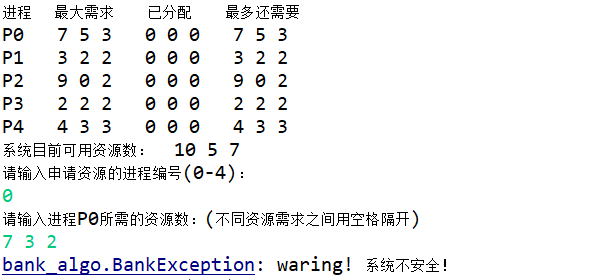 进程 最大需求 已分配 最多还需要
P0 7 5 3 0 0 0 7 5 3
P1 3 2 2 0 0 0 3 2 2
P2 9 0 2 0 0 0 9 0 2
P3 2 2 2 0 0 0 2 2 2
P4 4 3 3 0 0 0 4 3 3
系统目前可用资源数: 10 5 7
请输入申请资源的进程编号(0-4):
0
请输入进程P0所需的资源数:(不同资源需求之间用空格隔开)
7 3 2
bank_algo.BankException: waring! 系统不安全!